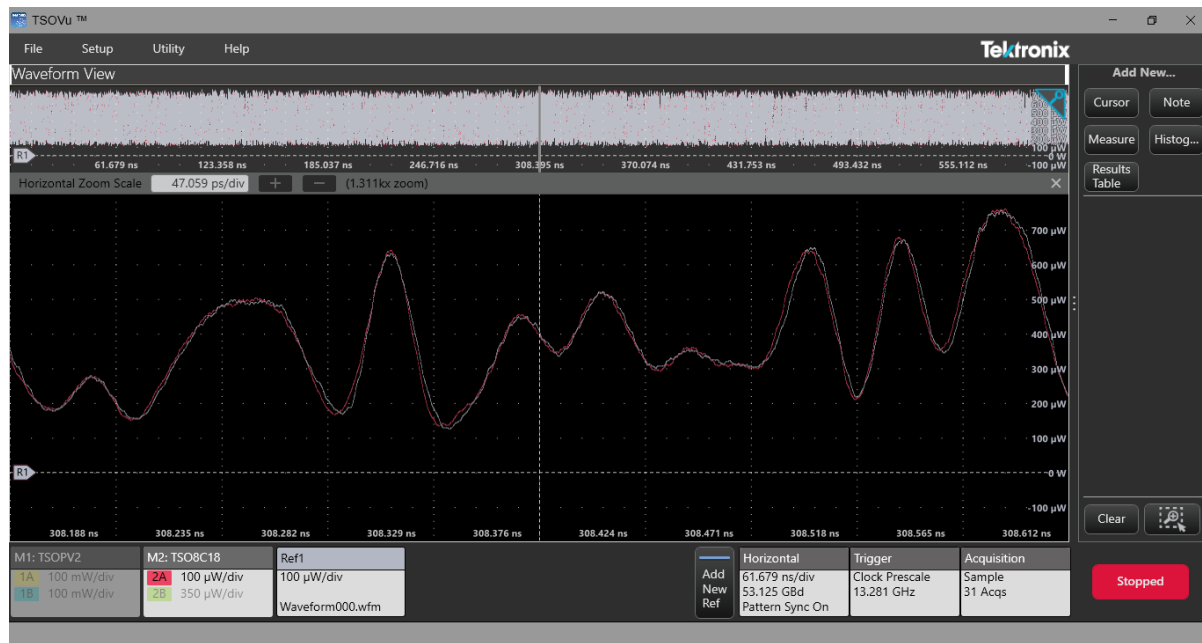 TSOVu ™
File Setup Utility Help
Tektronix
Waveform View
Add New...
Cursor Note
Measure Histog...
Results
Table
R1
100 µW
0 W
-100 µW
61.679 ns 123.358 ns 185.037 ns 246.716 ns 308.395 ns 370.074 ns 431.753 ns 493.432 ns 555.112 ns
Horizontal Zoom Scale 47.059 ps/div + − (1.311kx zoom)
700 µW
600 µW
500 µW
400 µW
300 µW
200 µW
100 µW
R1
0 W
-100 µW
308.188 ns 308.235 ns 308.282 ns 308.329 ns 308.376 ns 308.424 ns 308.471 ns 308.518 ns 308.565 ns 308.612 ns
Clear
M1: TSOPV2
1A 100 mW/div
1B 100 mW/div
M2: TSO8C18
2A 100 µW/div
2B 350 µW/div
Ref1
100 µW/div
Waveform000.wfm
Add
New
Ref
Horizontal
61.679 ns/div
53.125 GBd
Pattern Sync On
Trigger
Clock Prescale
13.281 GHz
Acquisition
Sample
31 Acqs
Stopped